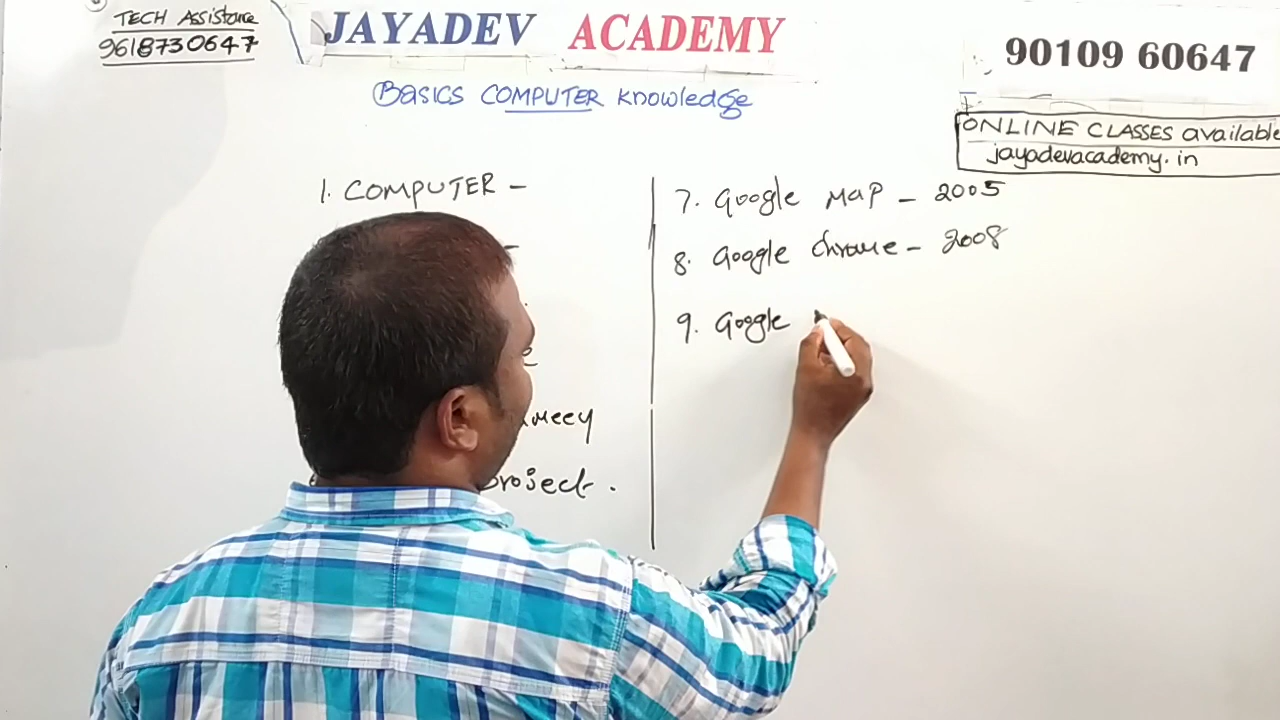 TECH Assistance
9618730647
JAYADEV ACADEMY
90109 60647
Basics COMPUTER Knowledge
ONLINE CLASSES available
jayadevacademy.in
1. COMPUTER -
project.
7. Google Map - 2005
8. Google Chrome - 2008
9. Google